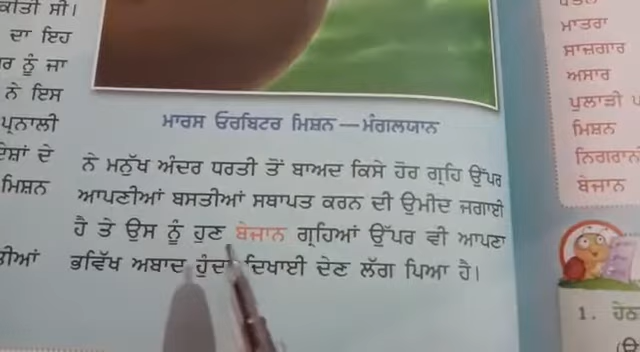 ਕੀਤੀ ਸੀ।
ਦਾ ਇਹ
ਰ ਨੂੰ ਜਾ
ਨੇ ਇਸ
ਪ੍ਰਨਾਲੀ
ਦੇ
ਮਿਸ਼ਨ
ਮਾਰਸ ਓਰਬਿਟਰ ਮਿਸ਼ਨ—ਮੰਗਲਯਾਨ
ਨੇ ਮਨੁੱਖ ਅੰਦਰ ਧਰਤੀ ਤੋਂ ਬਾਅਦ ਕਿਸੇ ਹੋਰ ਗ੍ਰਹਿ ਉੱਪਰ
ਆਪਣੀਆਂ ਬਸਤੀਆਂ ਸਥਾਪਤ ਕਰਨ ਦੀ ਉਮੀਦ ਜਗਾਈ
ਹੈ ਤੇ ਉਸ ਨੂੰ ਹੁਣ ਬੇਜਾਨ ਗ੍ਰਹਿਆਂ ਉੱਪਰ ਵੀ ਆਪਣਾ
ਭਵਿੱਖ ਅਬਾਦ ਹੁੰਦਾ ਦਿਖਾਈ ਦੇਣ ਲੱਗ ਪਿਆ ਹੈ।
ਮਾਤਰਾ
ਸਾਜ਼ਗਾਰ
ਅਸਾਰ
ਪੁਲਾੜੀ
ਮਿਸ਼ਨ
ਨਿਗਰਾਨੀ
ਬੇਜਾਨ
1. ਹੇਠ